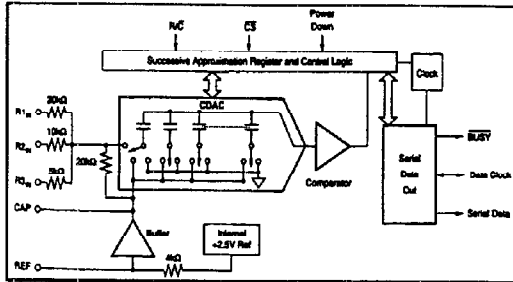 R/C CS Power Down
Successive Approximation Register and Control Logic
Clock
CDAC
R1IN 20kΩ
R2IN 10kΩ
20kΩ
R3IN 5kΩ
CAP
Comparator
Serial Data Out
BUSY
Data Clock
Serial Data
Buffer
Internal +2.5V Ref
REF 4kΩ